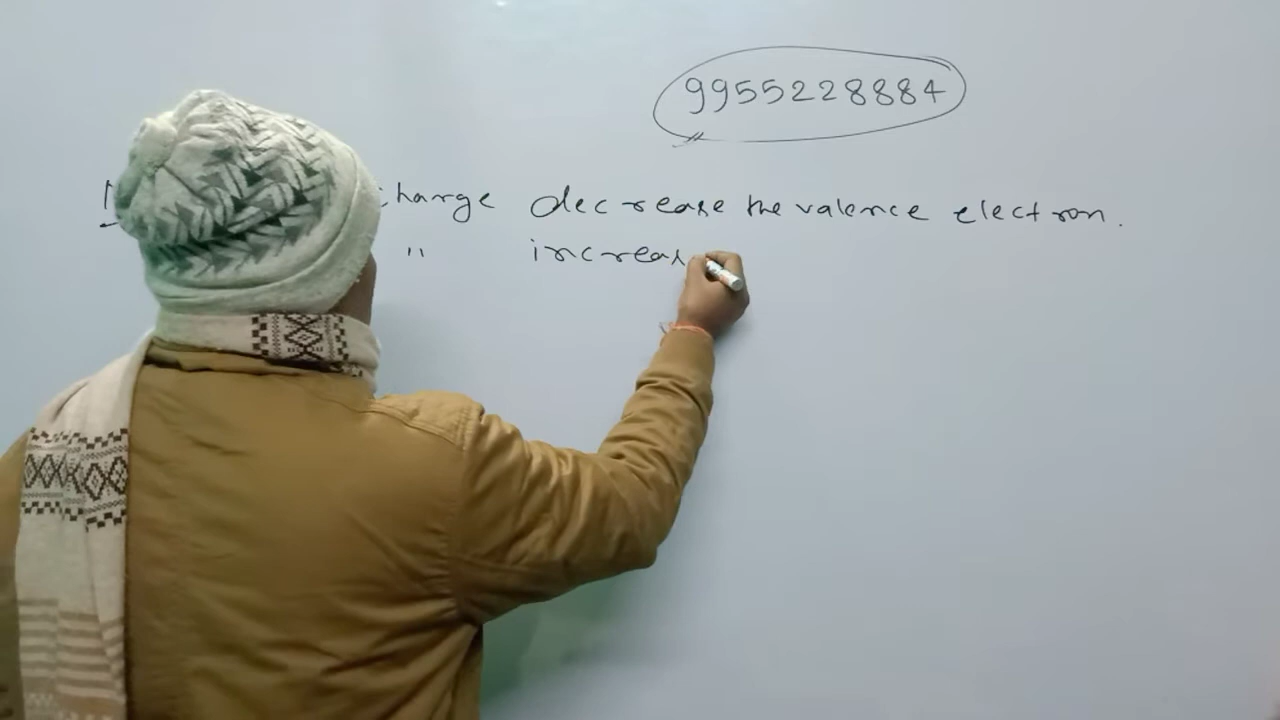 9955228884
charge decrease the valence electron.
" increas